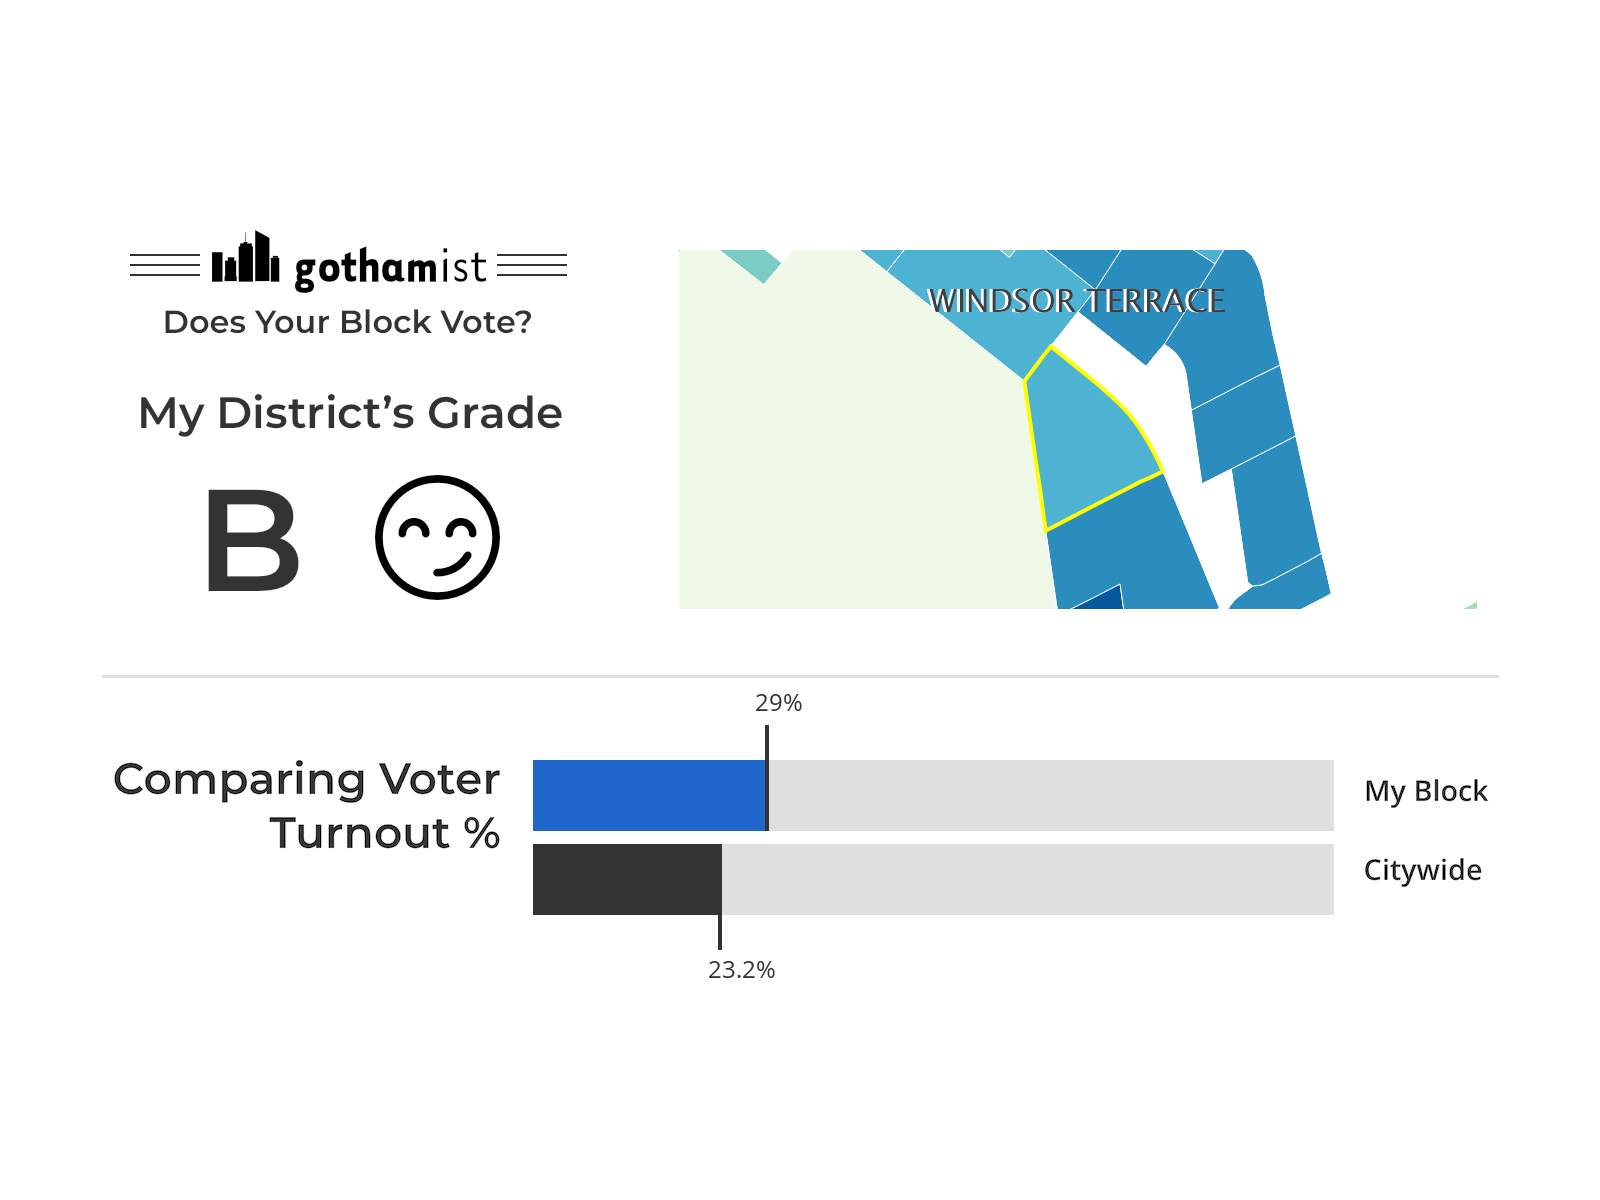 gothamist
Does Your Block Vote?
My District’s Grade
B
WINDSOR TERRACE
29%
Comparing Voter
Turnout %
My Block
Citywide
23.2%